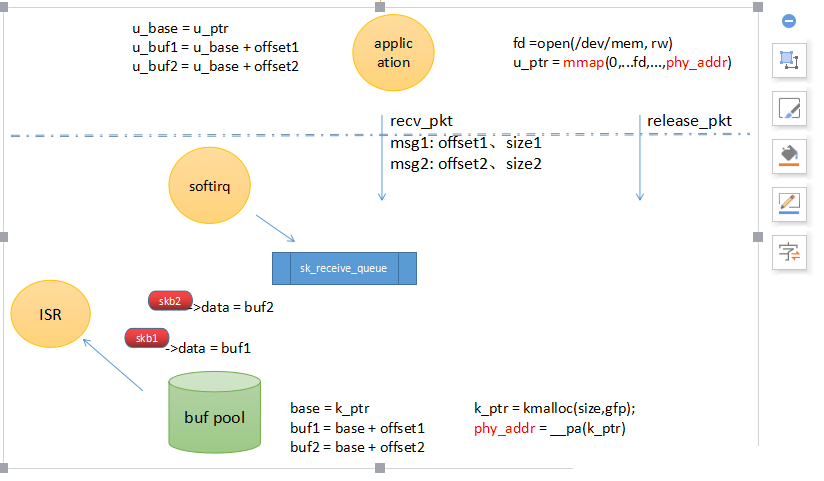 u_base = u_ptr
u_buf1 = u_base + offset1
u_buf2 = u_base + offset2
applic
ation
fd =open(/dev/mem, rw)
u_ptr = mmap(0,...fd,...,phy_addr)
recv_pkt
msg1: offset1、size1
msg2: offset2、size2
release_pkt
softirq
sk_receive_queue
ISR
skb2
->data = buf2
skb1
->data = buf1
buf pool
base = k_ptr
buf1 = base + offset1
buf2 = base + offset2
k_ptr = kmalloc(size,gfp);
phy_addr = __pa(k_ptr)
字